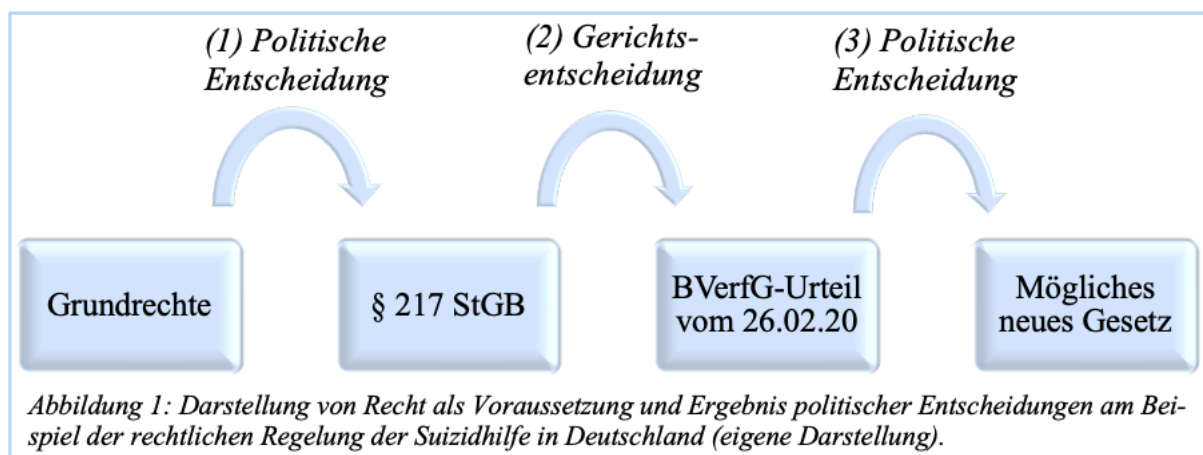 (1) Politische
Entscheidung
(2) Gerichts-
entscheidung
(3) Politische
Entscheidung
Grundrechte
§ 217 StGB
BVerfG-Urteil
vom 26.02.20
Mögliches
neues Gesetz
Abbildung 1: Darstellung von Recht als Voraussetzung und Ergebnis politischer Entscheidungen am Bei-
spiel der rechtlichen Regelung der Suizidhilfe in Deutschland (eigene Darstellung).